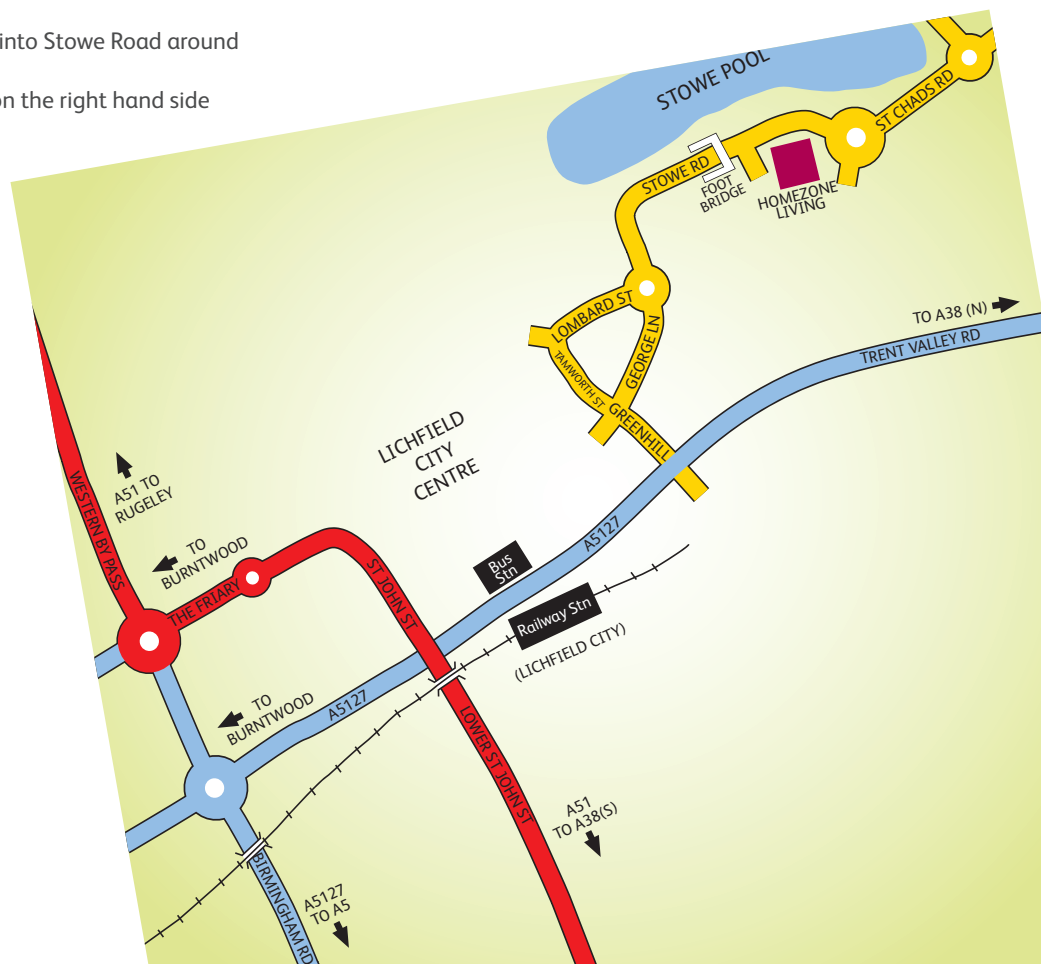 into Stowe Road around
on the right hand side
STOWE POOL
ST CHADS RD
STOWE RD
FOOT
BRIDGE
HOMEZONE
LIVING
LOMBARD ST
GEORGE LN
TAMWORTH ST
GREENHILL
TO A38 (N)
TRENT VALLEY RD
LICHFIELD
CITY
CENTRE
WESTERN BY PASS
A51 TO
RUGELEY
TO
BURNTWOOD
THE FRIARY
ST JOHN ST
Bus
Stn
A5127
Railway Stn
(LICHFIELD CITY)
TO
BURNTWOOD
A5127
LOWER ST JOHN ST
A51
TO A38(S)
BIRMINGHAM RD
A5127
TO A5